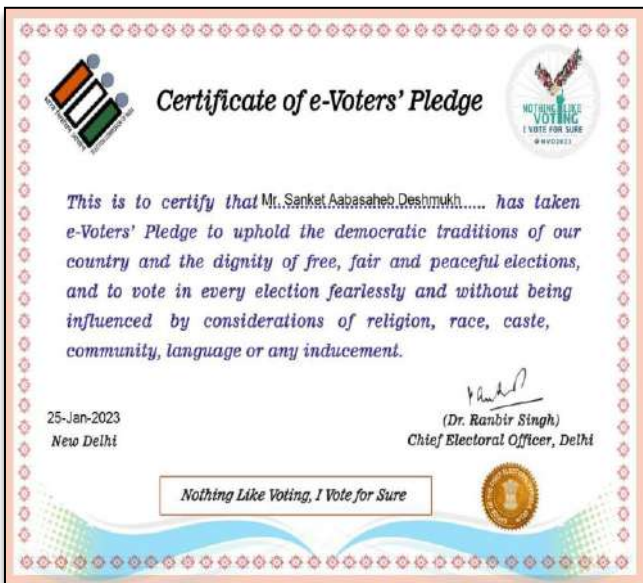 Certificate of e-Voters' Pledge
NOTHING LIKE
VOTING
I VOTE FOR SURE
#NVD2023
This is to certify that Mr. Sanket Aabasaheb Deshmukh..... has taken
e-Voters' Pledge to uphold the democratic traditions of our
country and the dignity of free, fair and peaceful elections,
and to vote in every election fearlessly and without being
influenced by considerations of religion, race, caste,
community, language or any inducement.
25-Jan-2023
New Delhi
(Dr. Ranbir Singh)
Chief Electoral Officer, Delhi
Nothing Like Voting, I Vote for Sure